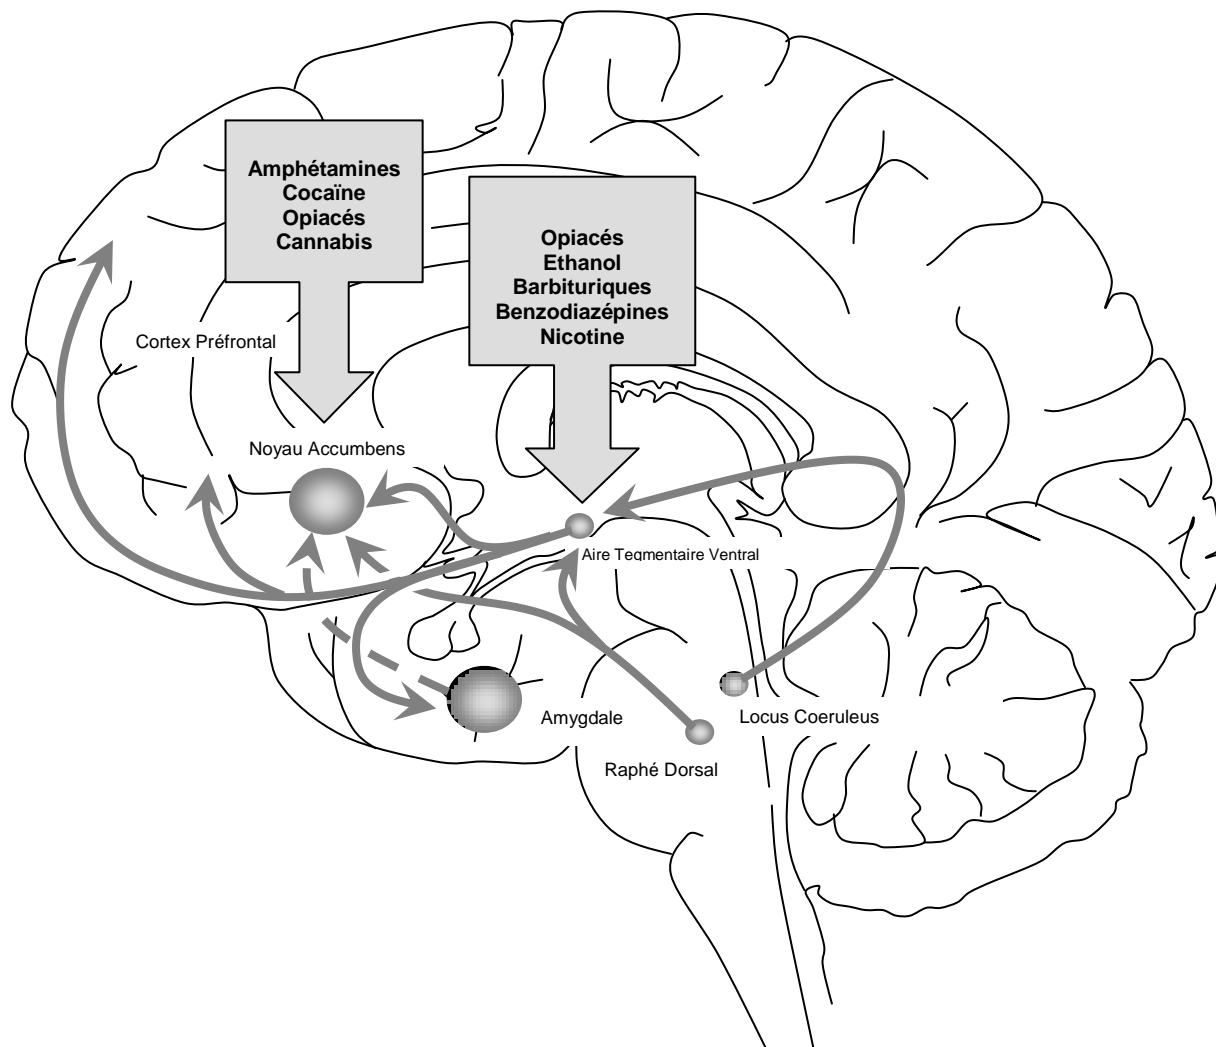 Amphétamines
Cocaïne
Opiacés
Cannabis
Opiacés
Ethanol
Barbituriques
Benzodiazépines
Nicotine
Cortex Préfrontal
Noyau Accumbens
Aire Tegmentaire Ventral
Amygdale
Locus Coeruleus
Raphé Dorsal